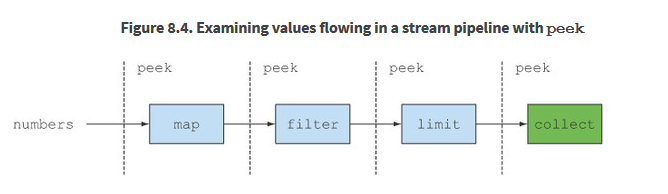 Figure 8.4. Examining values flowing in a stream pipeline with peek
peek peek peek peek
numbers map filter limit collect